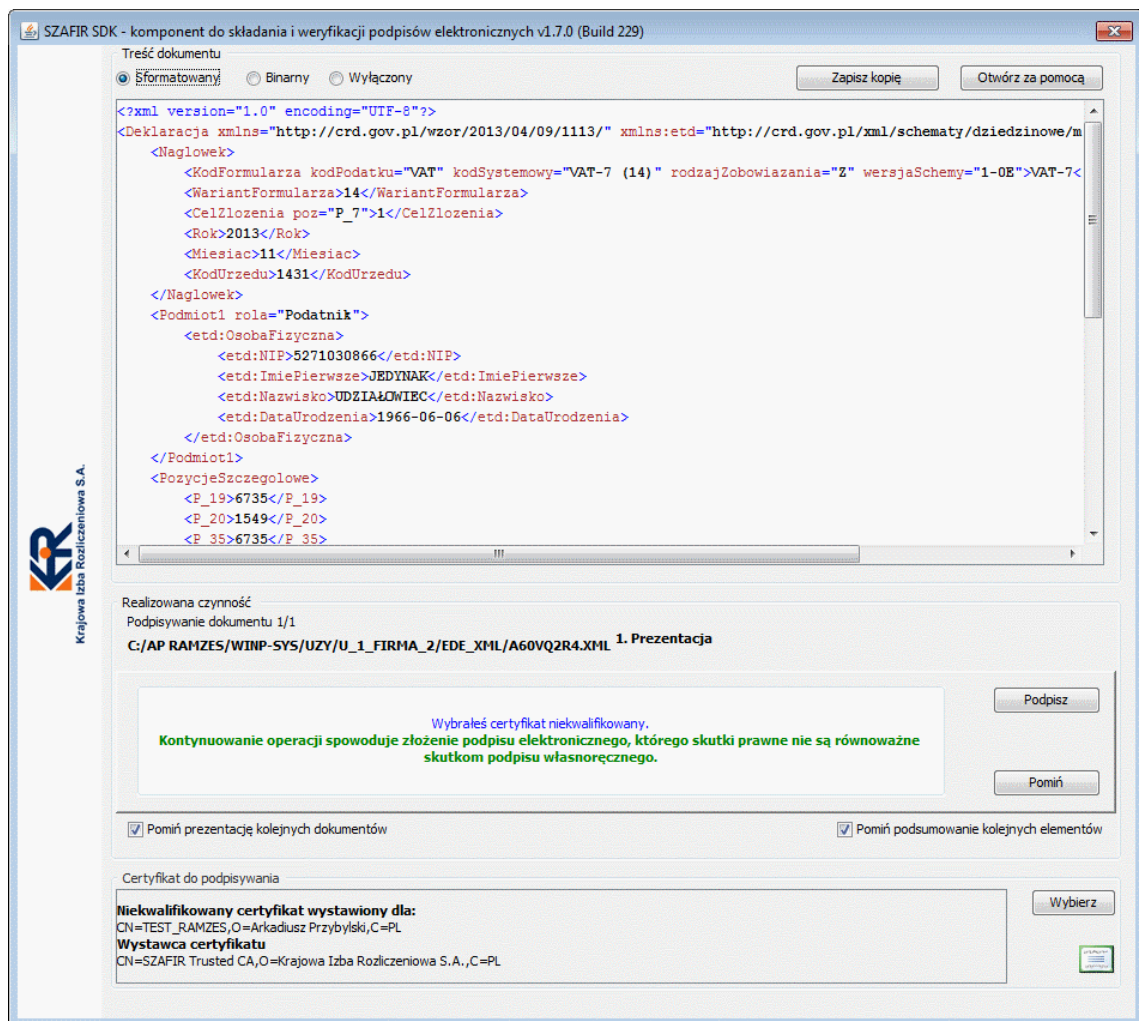 SZAFIR SDK - komponent do składania i weryfikacji podpisów elektronicznych v1.7.0 (Build 229)
Treść dokumentu
Sformatowany Binarny Wyłączony Zapisz kopię Otwórz za pomocą
<?xml version="1.0" encoding="UTF-8"?>
<Deklaracja xmlns="http://crd.gov.pl/wzor/2013/04/09/1113/" xmlns:etd="http://crd.gov.pl/xml/schematy/dziedzinowe/m
<Naglowek>
<KodFormularza kodPodatku="VAT" kodSystemowy="VAT-7 (14)" rodzajZobowiazania="Z" wersjaSchemy="1-0E">VAT-7<
<WariantFormularza>14</WariantFormularza>
<CelZlozenia poz="P_7">1</CelZlozenia>
<Rok>2013</Rok>
<Miesiac>11</Miesiac>
<KodUrzedu>1431</KodUrzedu>
</Naglowek>
<Podmiot1 rola="Podatnik">
<etd:OsobaFizyczna>
<etd:NIP>5271030866</etd:NIP>
<etd:ImiePierwsze>JEDYNAK</etd:ImiePierwsze>
<etd:Nazwisko>UDZIAŁOWIEC</etd:Nazwisko>
<etd:DataUrodzenia>1966-06-06</etd:DataUrodzenia>
</etd:OsobaFizyczna>
</Podmiot1>
<PozycjeSzczegolowe>
<P_19>6735</P_19>
<P_20>1549</P_20>
<P_35>6735</P_35>
KIR
Krajowa Izba Rozliczeniowa S.A.
Realizowana czynność
Podpisywanie dokumentu 1/1
C:/AP RAMZES/WINP-SYS/UZY/U_1_FIRMA_2/EDE_XML/A60VQ2R4.XML 1. Prezentacja
Podpisz
Wybrałeś certyfikat niekwalifikowany.
Kontynuowanie operacji spowoduje złożenie podpisu elektronicznego, którego skutki prawne nie są równoważne
skutkom podpisu własnoręcznego.
Pomiń
Pomiń prezentację kolejnych dokumentów Pomiń podsumowanie kolejnych elementów
Certyfikat do podpisywania
Wybierz
Niekwalifikowany certyfikat wystawiony dla:
CN=TEST_RAMZES,O=Arkadiusz Przybylski,C=PL
Wystawca certyfikatu
CN=SZAFIR Trusted CA,O=Krajowa Izba Rozliczeniowa S.A.,C=PL